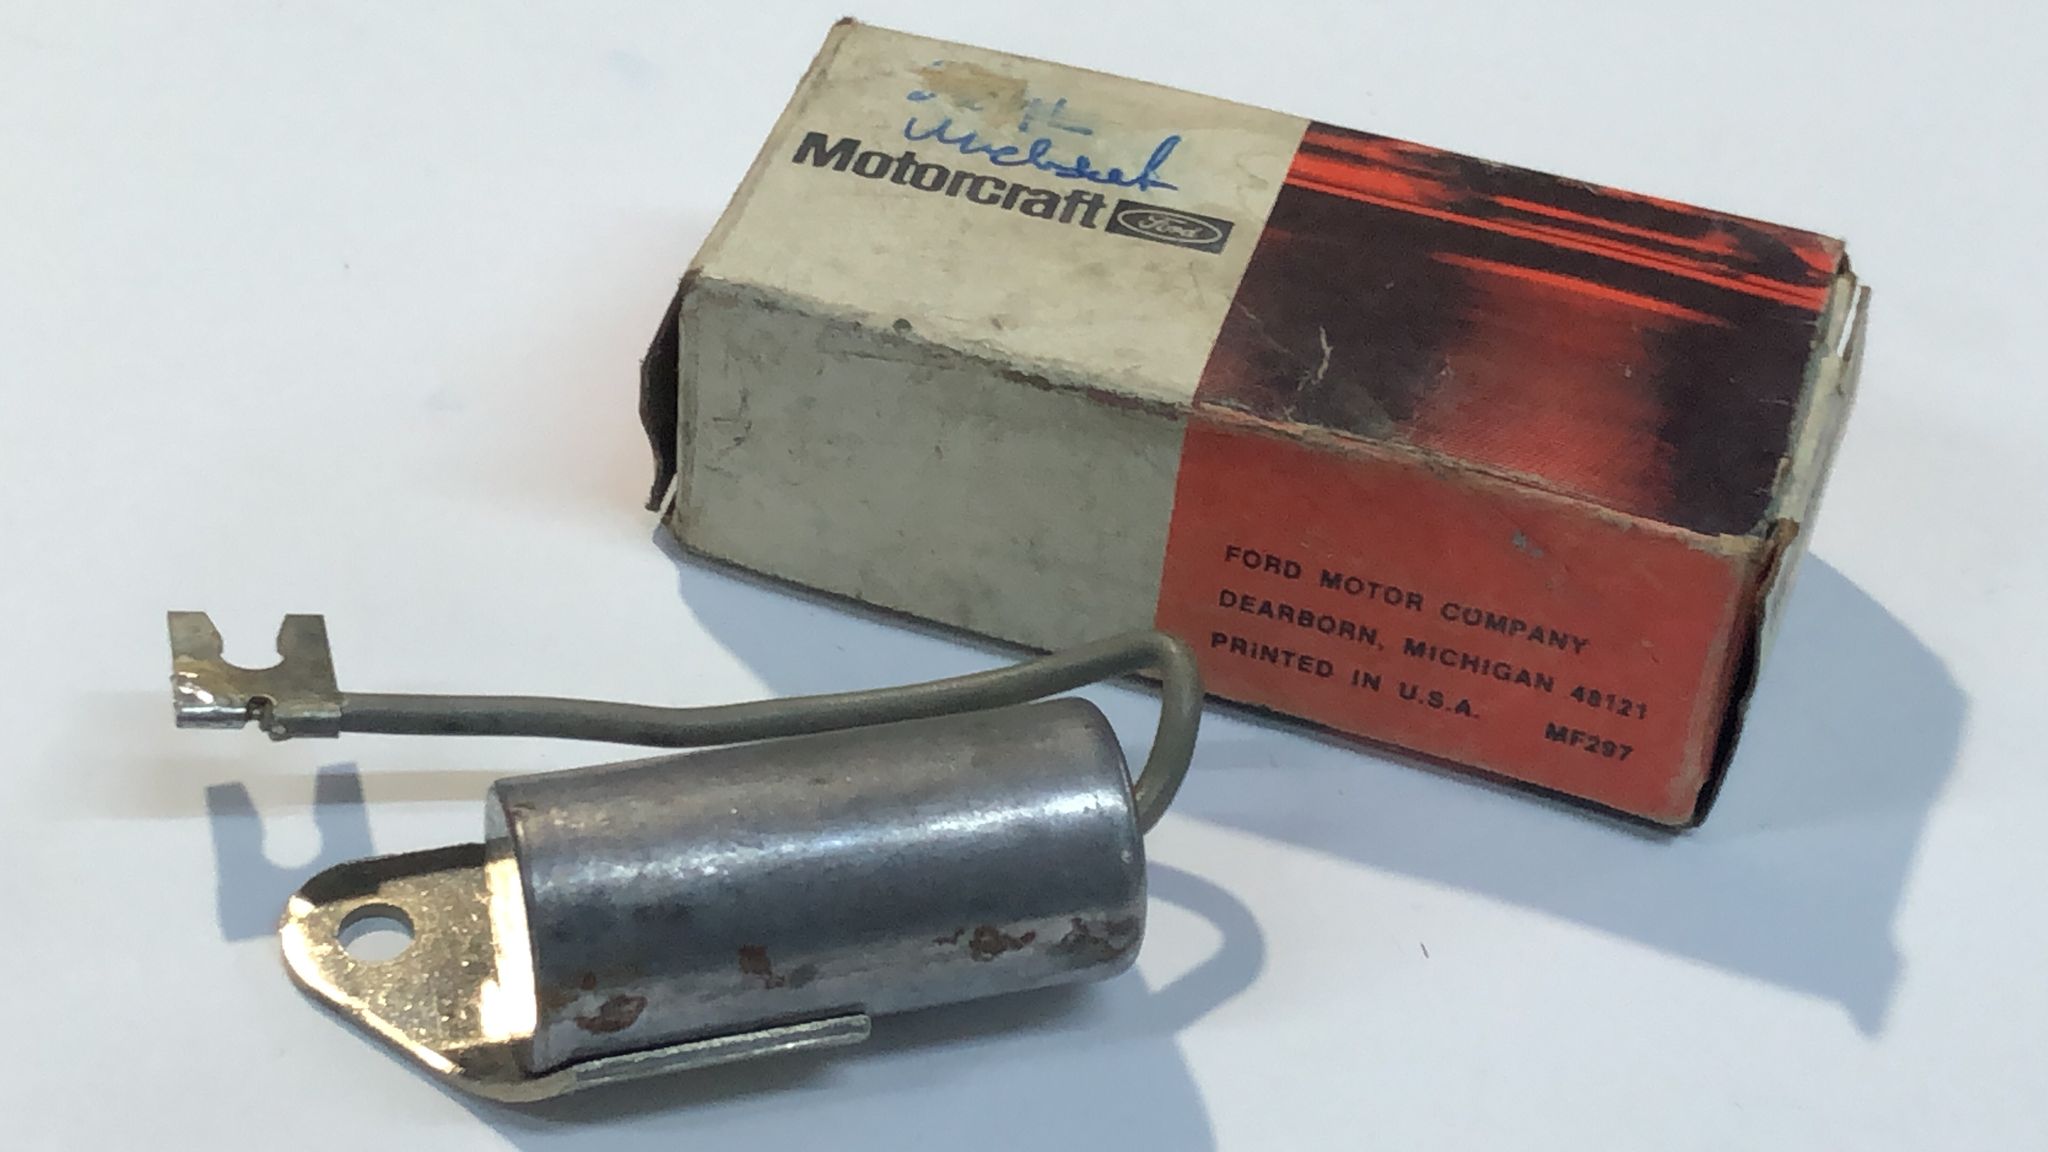 Motorcraft Ford
FORD MOTOR COMPANY
DEARBORN, MICHIGAN 48121
PRINTED IN U.S.A. MF297